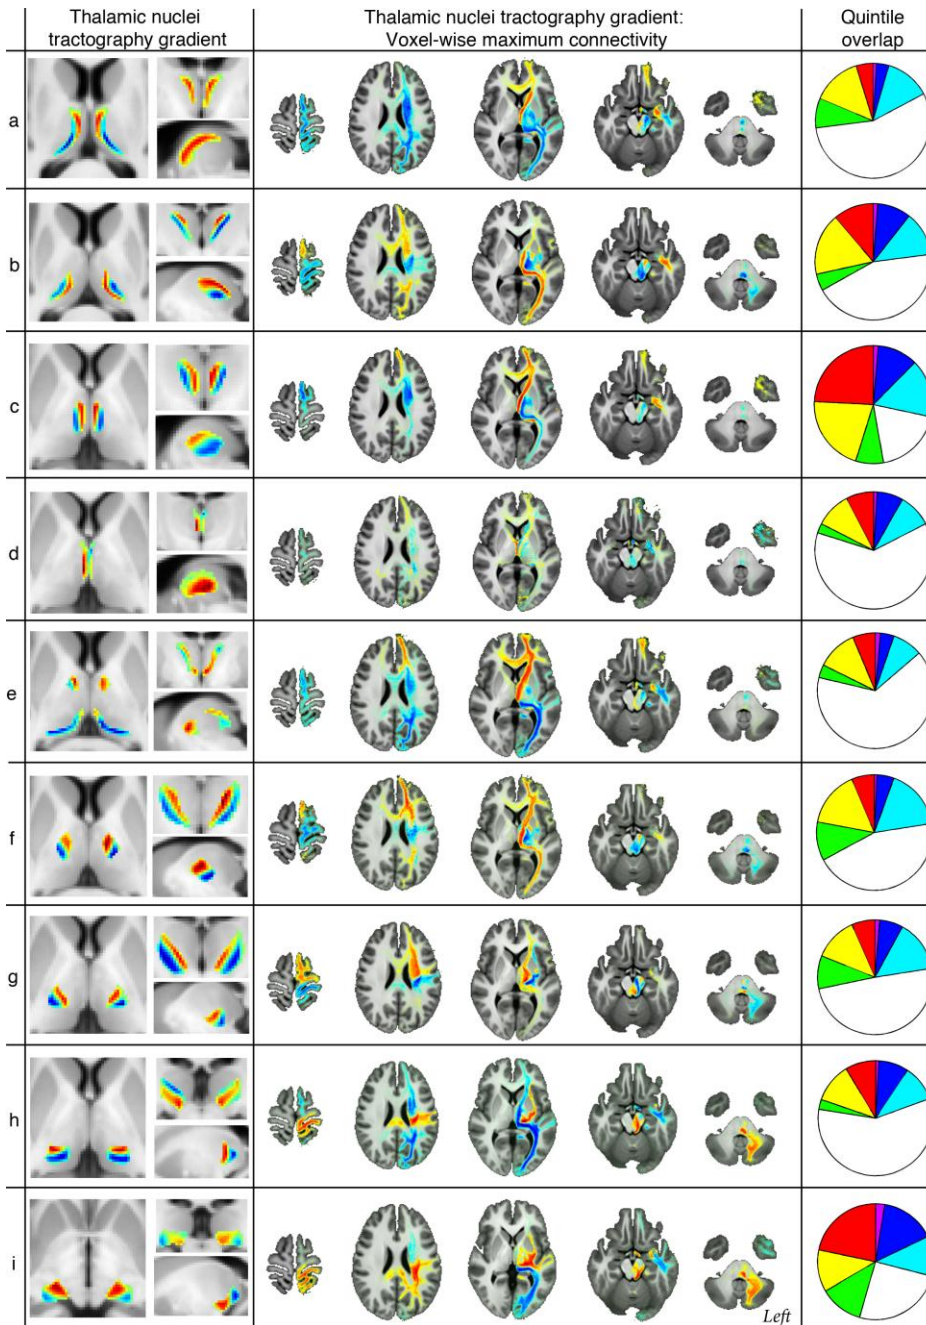 Thalamic nuclei
tractography gradient
Thalamic nuclei tractography gradient:
Voxel-wise maximum connectivity
Quintile
overlap
a
b
c
d
e
f
g
h
i
Left